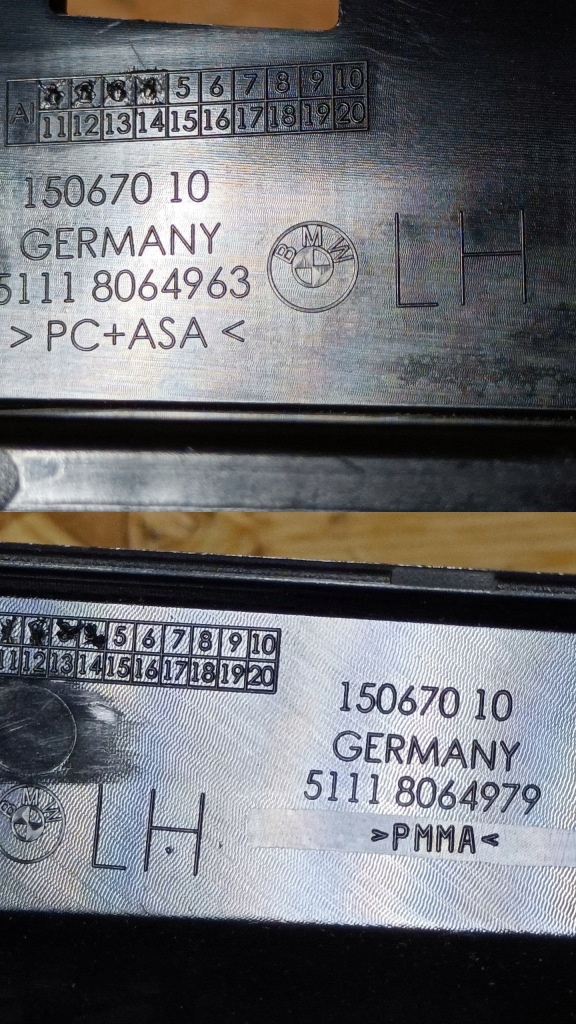 5 6 7 8 9 10
AI 11 12 13 14 15 16 17 18 19 20
150670 10
GERMANY
5111 8064963
> PC+ASA <
BMW
LH
5 6 7 8 9 10
11 12 13 14 15 16 17 18 19 20
150670 10
GERMANY
5111 8064979
>PMMA<
BMW
LH